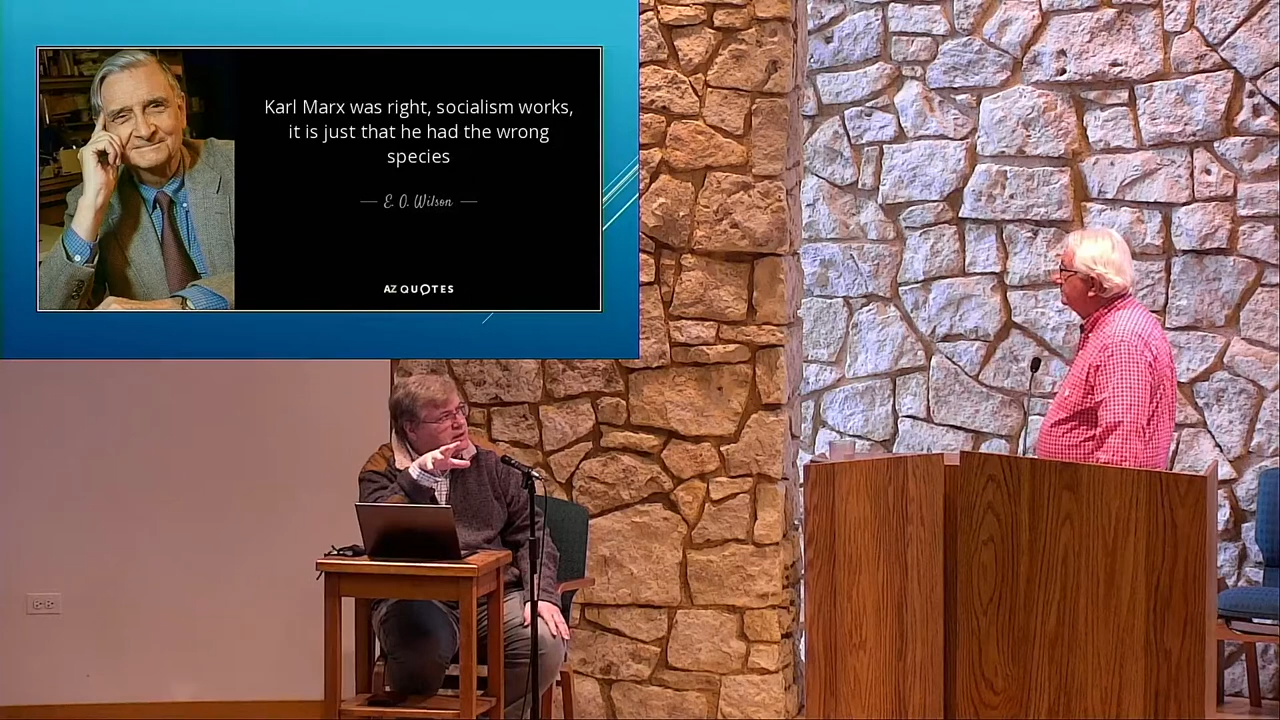 Karl Marx was right, socialism works,
it is just that he had the wrong
species
— E. O. Wilson —
AZ QUOTES